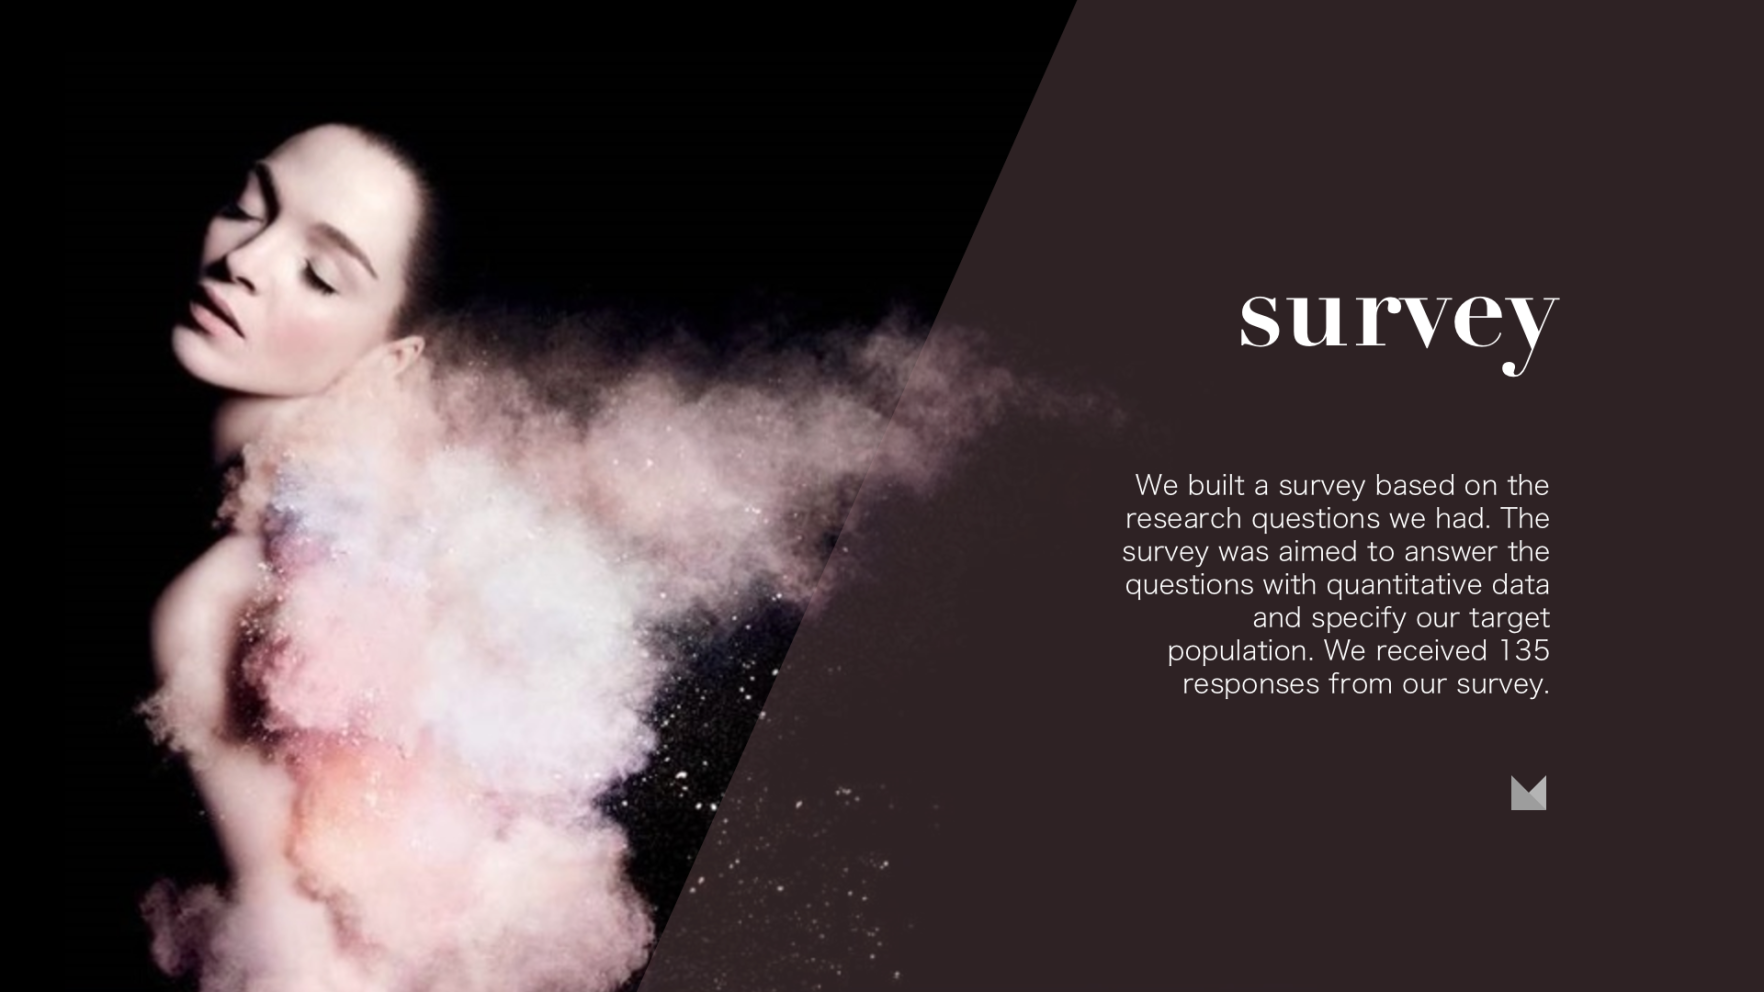 survey
We built a survey based on the
research questions we had. The
survey was aimed to answer the
questions with quantitative data
and specify our target
population. We received 135
responses from our survey.